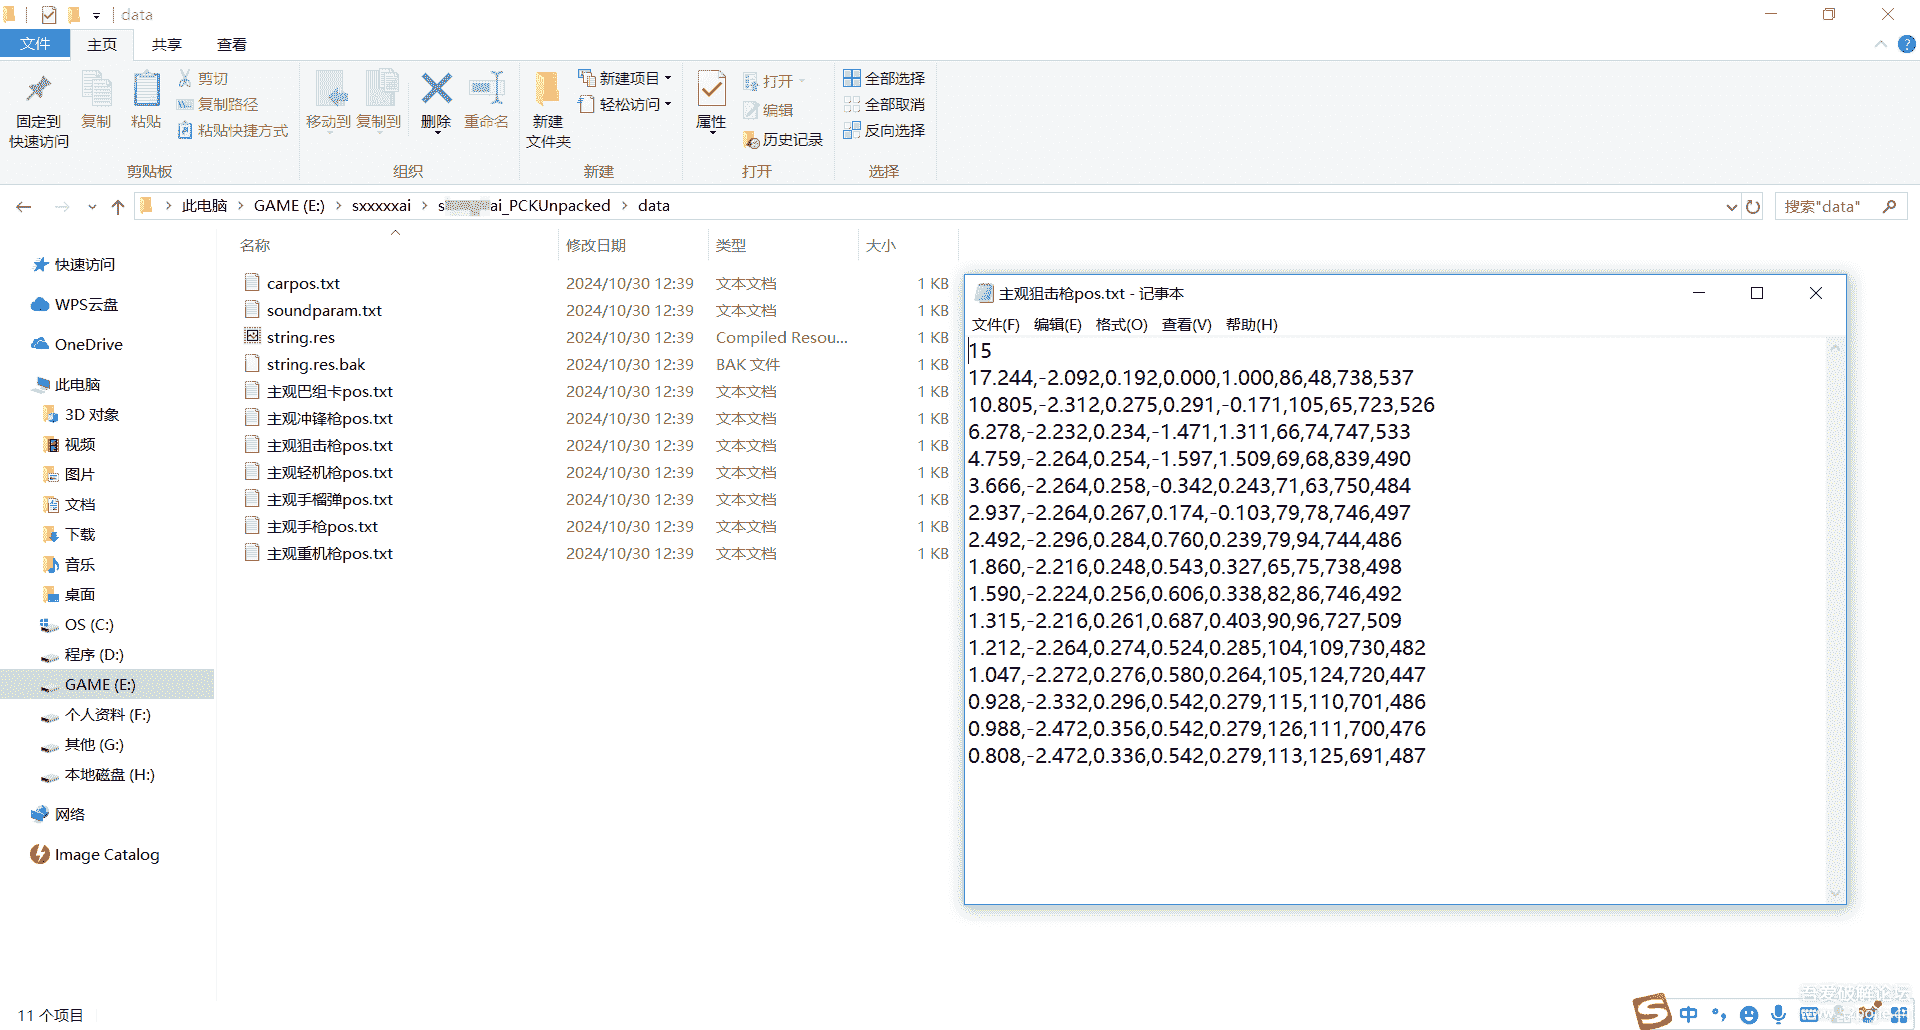 data
文件 主页 共享 查看
固定到快速访问 复制 粘贴 剪切 复制路径 粘贴快捷方式
移动到 复制到 删除 重命名
新建文件夹 新建项目 轻松访问
属性 打开 编辑 历史记录
全部选择 全部取消 反向选择
剪贴板 组织 新建 打开 选择
此电脑 GAME (E:) sxxxxxai s ai_PCKUnpacked data
搜索"data"
快速访问
WPS云盘
OneDrive
此电脑
3D 对象
视频
图片
文档
下载
音乐
桌面
OS (C:)
程序 (D:)
GAME (E:)
个人资料 (F:)
其他 (G:)
本地磁盘 (H:)
网络
Image Catalog
名称 修改日期 类型 大小
carpos.txt 2024/10/30 12:39 文本文档 1 KB
soundparam.txt 2024/10/30 12:39 文本文档 1 KB
string.res 2024/10/30 12:39 Compiled Resou... 1 KB
string.res.bak 2024/10/30 12:39 BAK 文件 1 KB
主观巴组卡pos.txt 2024/10/30 12:39 文本文档 1 KB
主观冲锋枪pos.txt 2024/10/30 12:39 文本文档 1 KB
主观狙击枪pos.txt 2024/10/30 12:39 文本文档 1 KB
主观轻机枪pos.txt 2024/10/30 12:39 文本文档 1 KB
主观手榴弹pos.txt 2024/10/30 12:39 文本文档 1 KB
主观手枪pos.txt 2024/10/30 12:39 文本文档 1 KB
主观重机枪pos.txt 2024/10/30 12:39 文本文档 1 KB
主观狙击枪pos.txt - 记事本
文件(F) 编辑(E) 格式(O) 查看(V) 帮助(H)
15
17.244,-2.092,0.192,0.000,1.000,86,48,738,537
10.805,-2.312,0.275,0.291,-0.171,105,65,723,526
6.278,-2.232,0.234,-1.471,1.311,66,74,747,533
4.759,-2.264,0.254,-1.597,1.509,69,68,839,490
3.666,-2.264,0.258,-0.342,0.243,71,63,750,484
2.937,-2.264,0.267,0.174,-0.103,79,78,746,497
2.492,-2.296,0.284,0.760,0.239,79,94,744,486
1.860,-2.216,0.248,0.543,0.327,65,75,738,498
1.590,-2.224,0.256,0.606,0.338,82,86,746,492
1.315,-2.216,0.261,0.687,0.403,90,96,727,509
1.212,-2.264,0.274,0.524,0.285,104,109,730,482
1.047,-2.272,0.276,0.580,0.264,105,124,720,447
0.928,-2.332,0.296,0.542,0.279,115,110,701,486
0.988,-2.472,0.356,0.542,0.279,126,111,700,476
0.808,-2.472,0.336,0.542,0.279,113,125,691,487
11 个项目
中
吾爱破解论坛